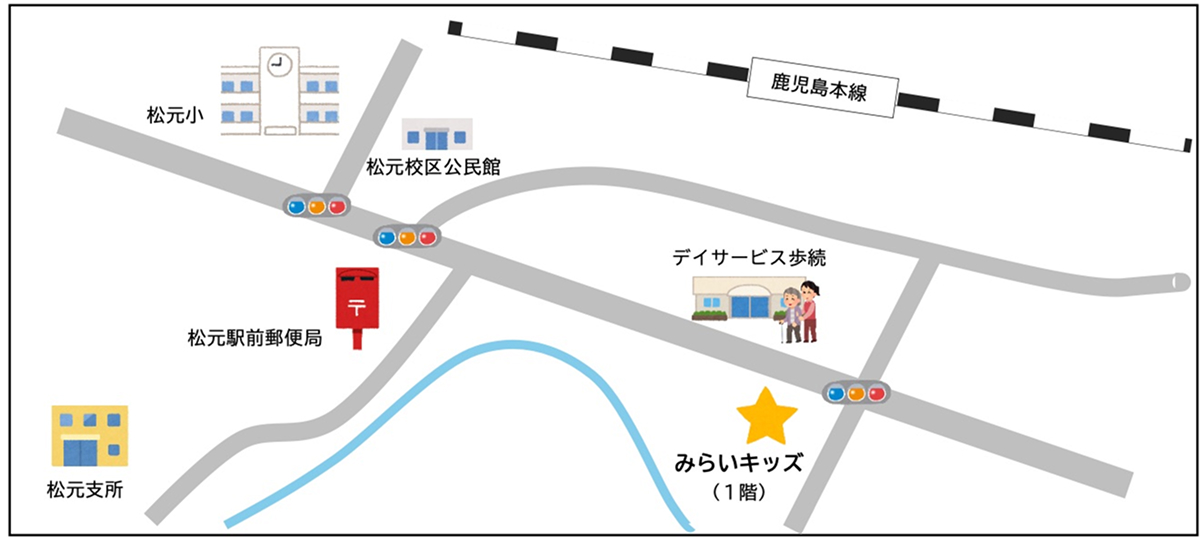 鹿児島本線
松元小
松元校区公民館
デイサービス歩続
〒
松元駅前郵便局
みらいキッズ
（１階）
松元支所